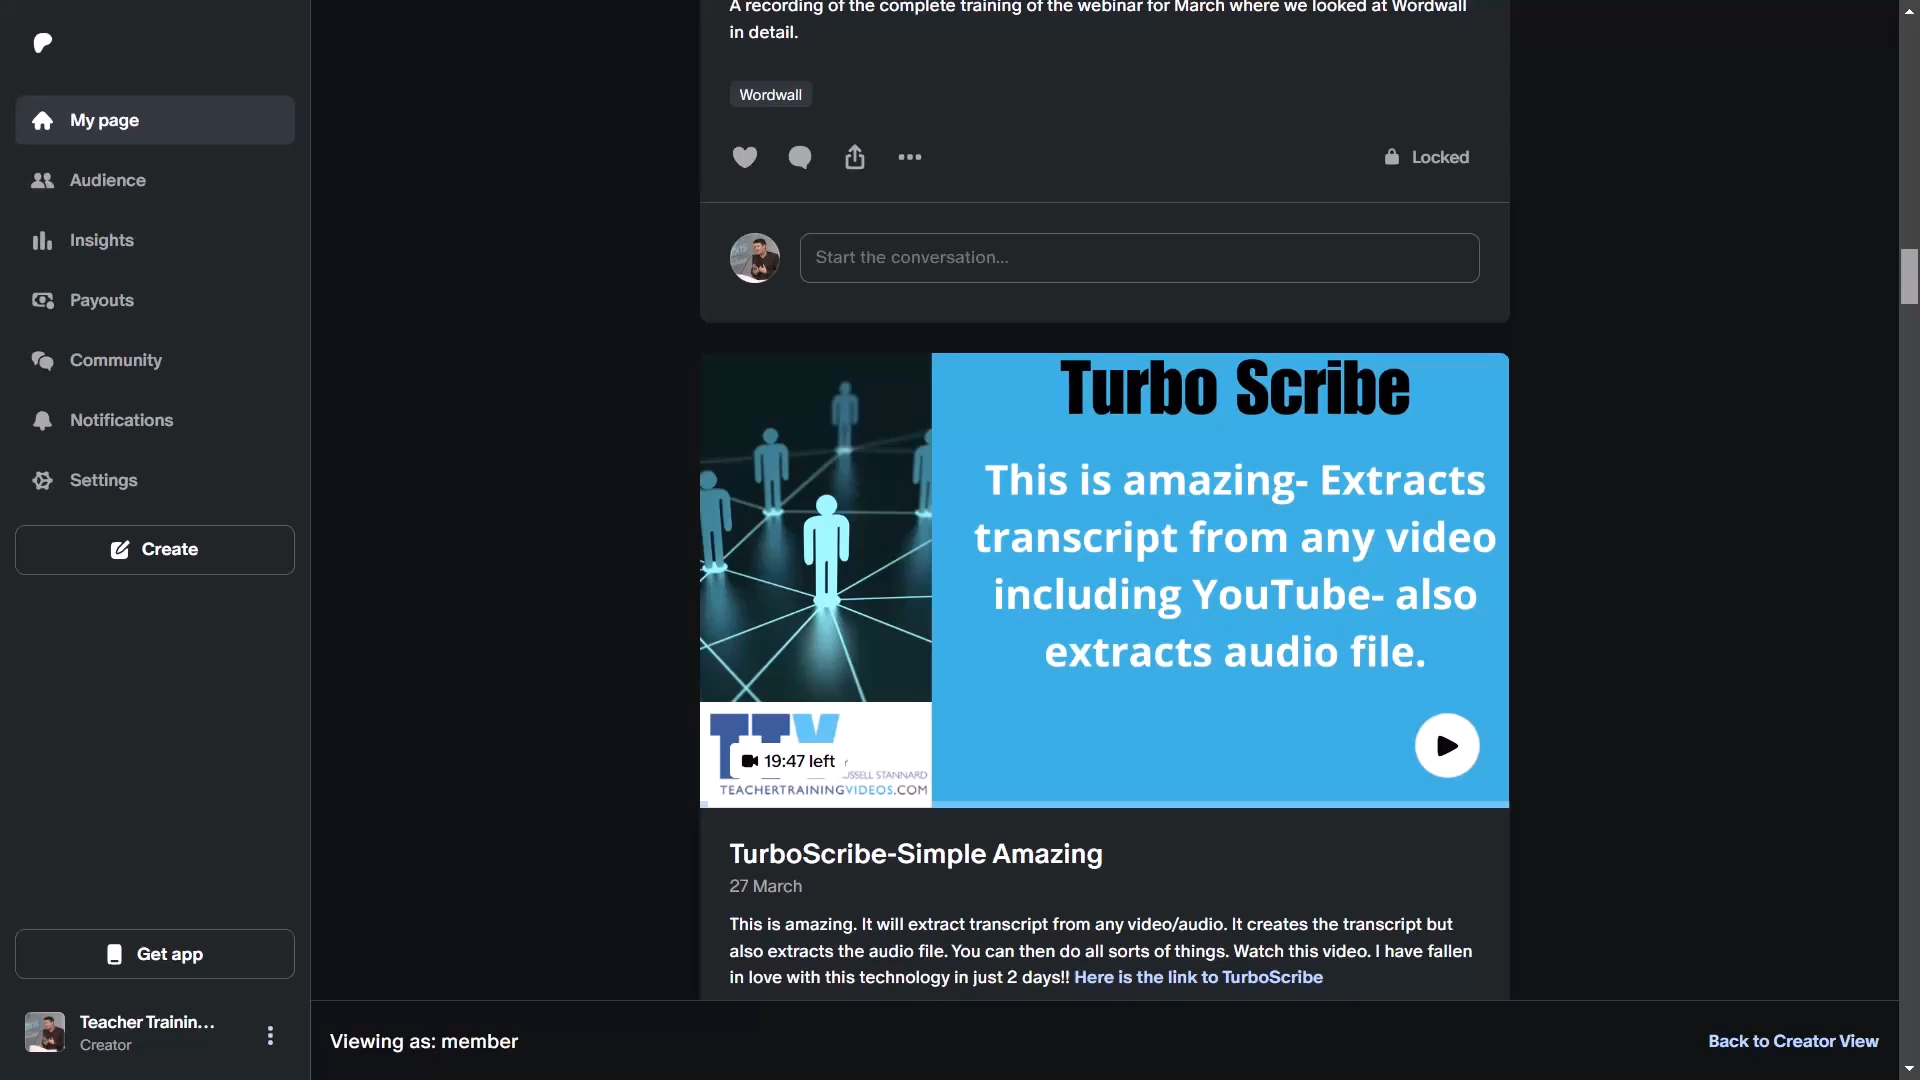 My page
Audience
Insights
Payouts
Community
Notifications
Settings
Create
Get app
Teacher Trainin...
Creator
A recording of the complete training of the webinar for March where we looked at Wordwall
in detail.
Wordwall
Locked
Start the conversation...
Turbo Scribe
This is amazing- Extracts
transcript from any video
including YouTube- also
extracts audio file.
TTV
19:47 left
USSELL STANNARD
TEACHERTRAININGVIDEOS.COM
TurboScribe-Simple Amazing
27 March
This is amazing. It will extract transcript from any video/audio. It creates the transcript but
also extracts the audio file. You can then do all sorts of things. Watch this video. I have fallen
in love with this technology in just 2 days!! Here is the link to TurboScribe
Viewing as: member
Back to Creator View